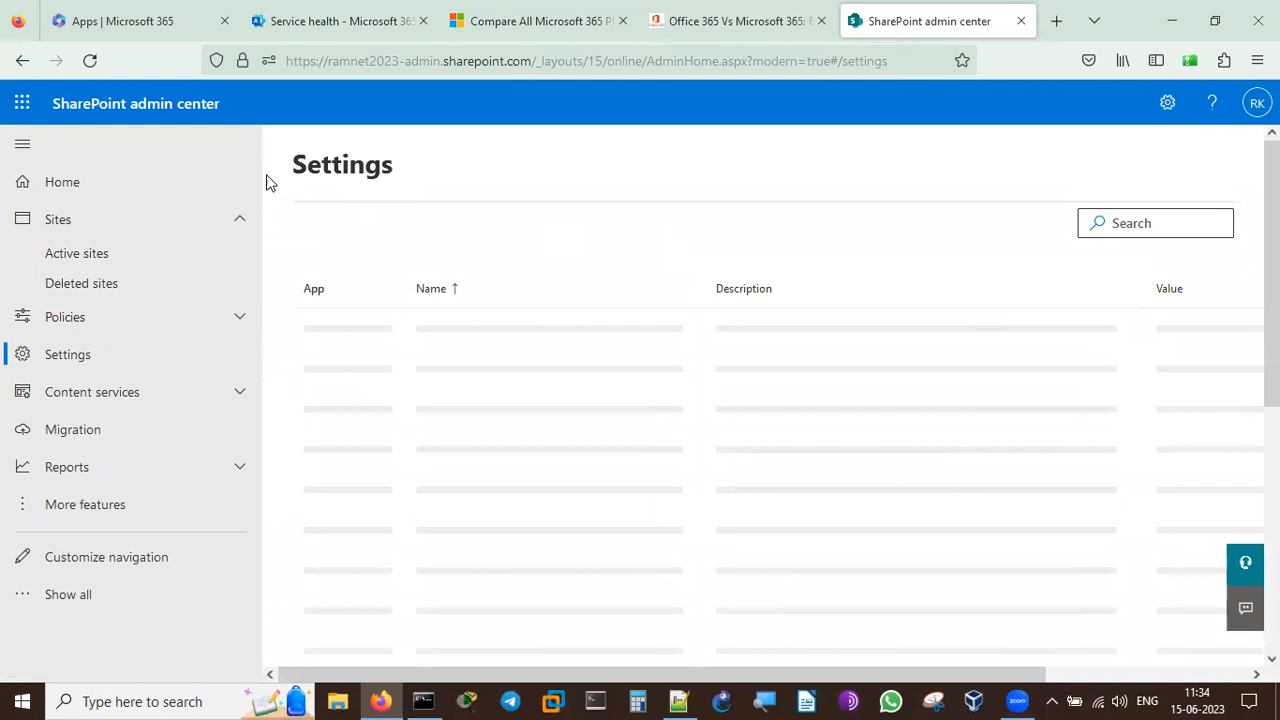 Apps | Microsoft 365
Service health - Microsoft 365
Compare All Microsoft 365 Pl
Office 365 Vs Microsoft 365: E
SharePoint admin center
https://ramnet2023-admin.sharepoint.com/_layouts/15/online/AdminHome.aspx?modern=true#/settings
SharePoint admin center
RK
Settings
Home
Sites
Search
Active sites
Deleted sites
App
Name ↑
Description
Value
Policies
Settings
Content services
Migration
Reports
More features
Customize navigation
Show all
Type here to search
zoom
ENG
11:34
15-06-2023